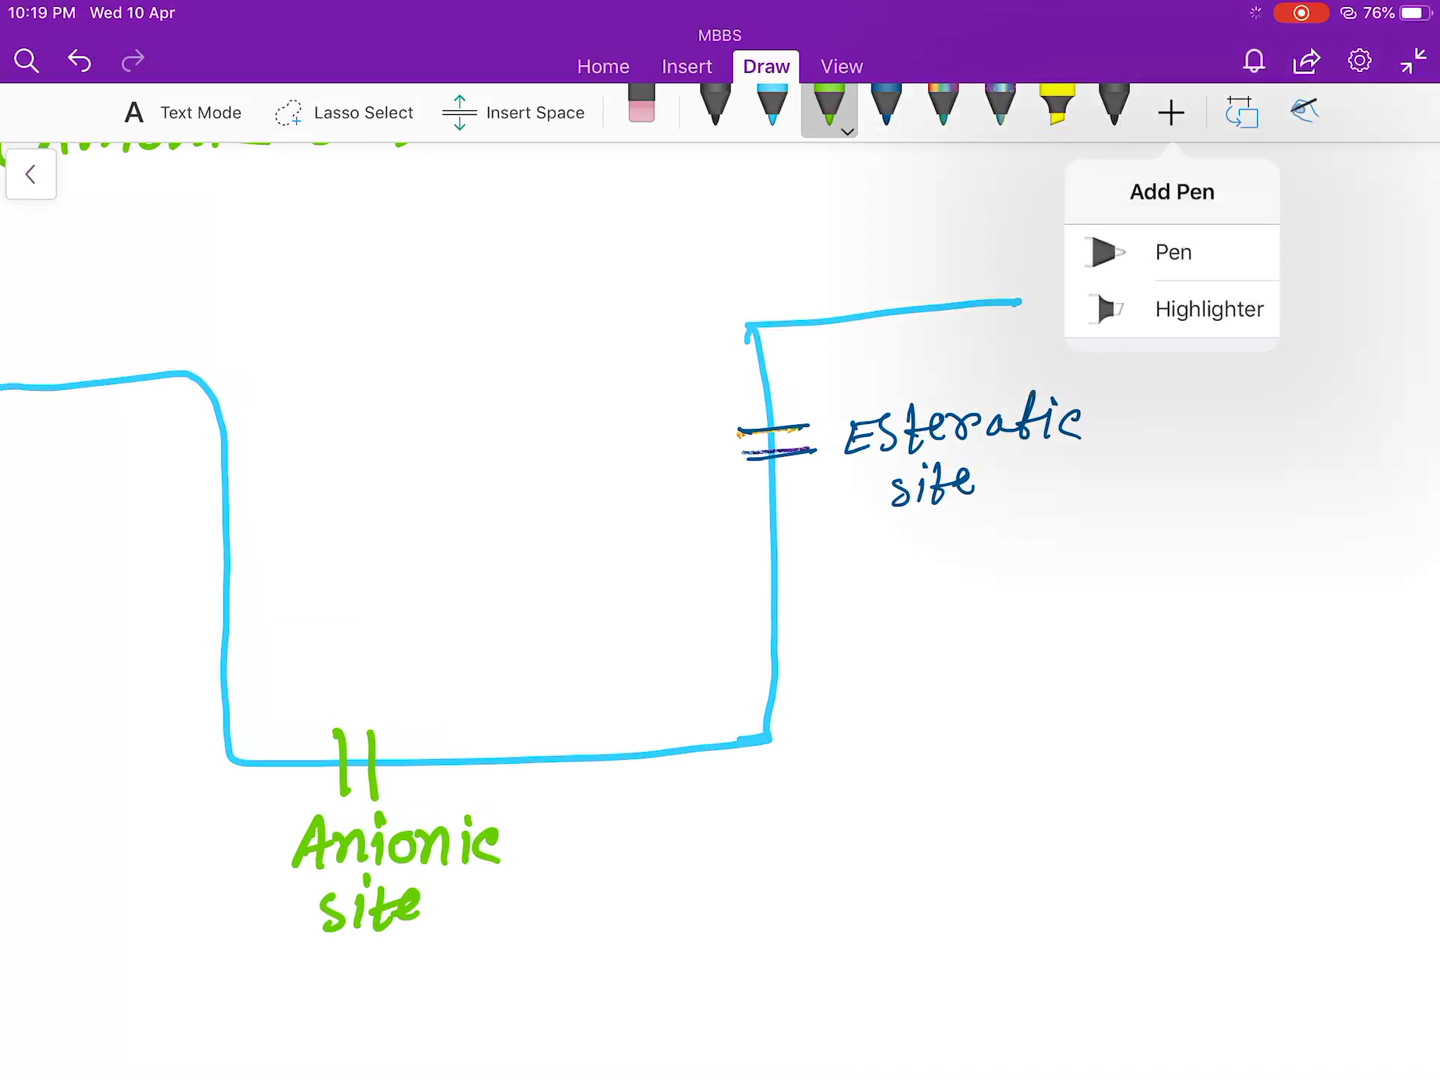 10:19 PM Wed 10 Apr
76%
MBBS
Home Insert Draw View
A Text Mode Lasso Select Insert Space
Add Pen
Pen
Highlighter
Esteratic
site
Anionic
site